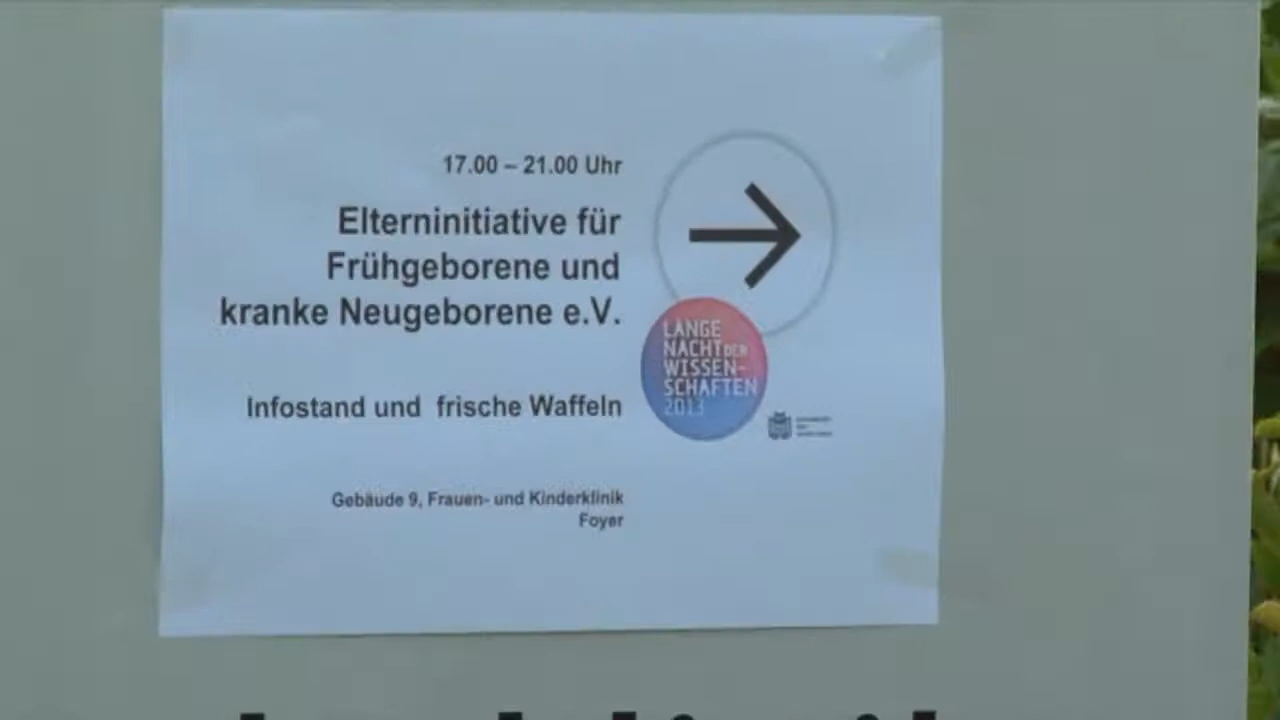 17.00 – 21.00 Uhr
Elterninitiative für
Frühgeborene und
kranke Neugeborene e.V.
Infostand und frische Waffeln
Gebäude 9, Frauen- und Kinderklinik
Foyer
LANGE
NACHT DER
WISSEN-
SCHAFTEN
2013